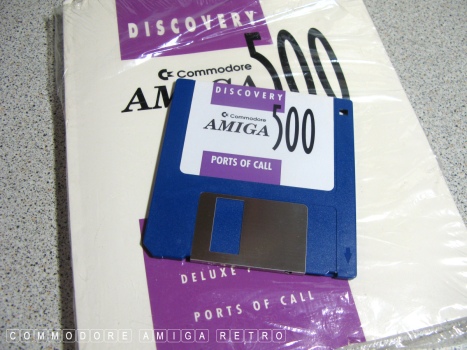 DISCOVERY
Commodore
AMIGA 500
DISCOVERY
Commodore
AMIGA 500
PORTS OF CALL
DELUXE
PORTS OF CALL
COMMODORE AMIGA RETRO